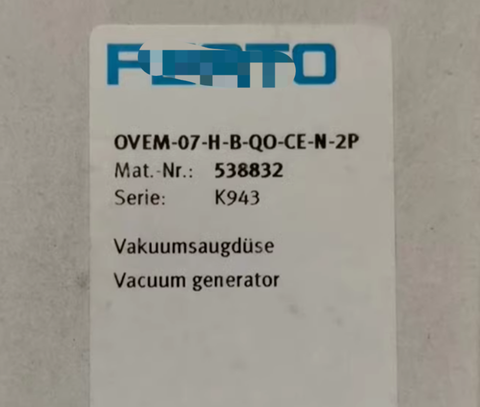 OVEM-07-H-B-QO-CE-N-2P
Mat.-Nr.: 538832
Serie: K943
Vakuumsaugdüse
Vacuum generator